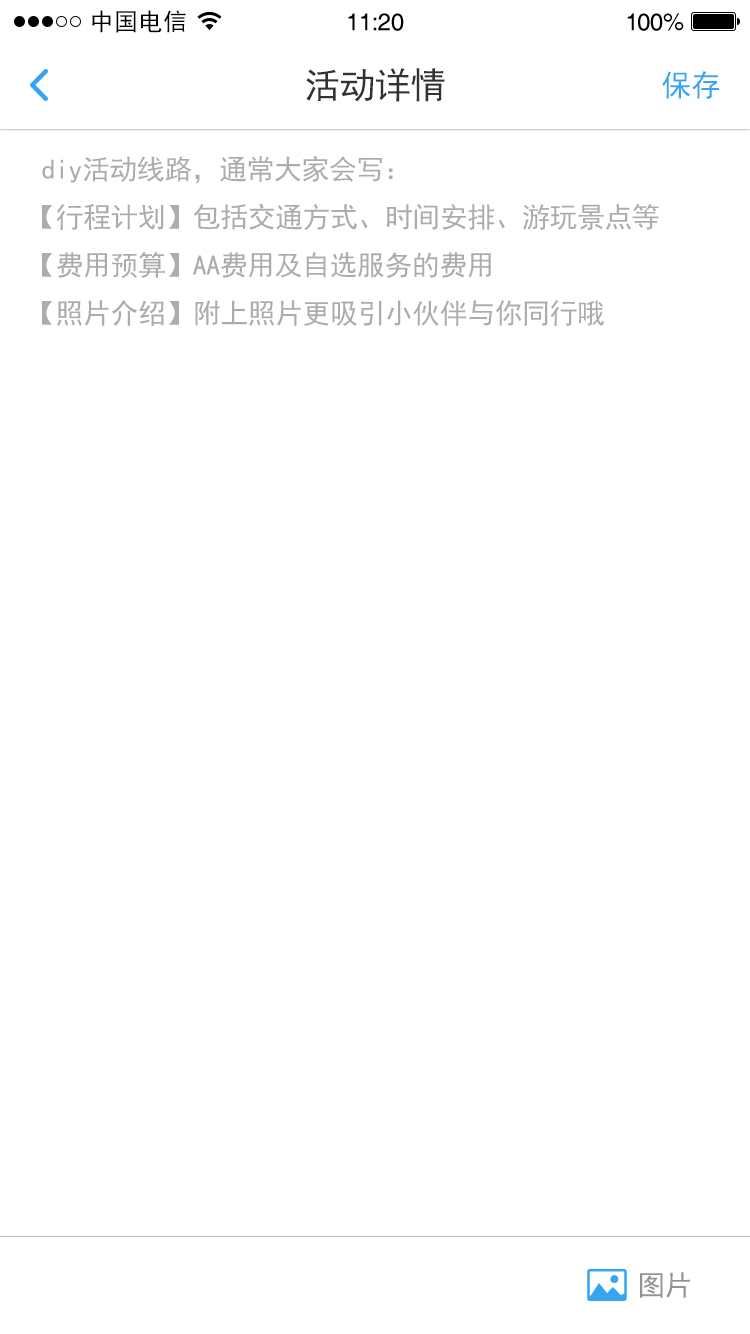 中国电信 11:20 100%
活动详情 保存
diy活动线路，通常大家会写：
【行程计划】包括交通方式、时间安排、游玩景点等
【费用预算】AA费用及自选服务的费用
【照片介绍】附上照片更吸引小伙伴与你同行哦
图片